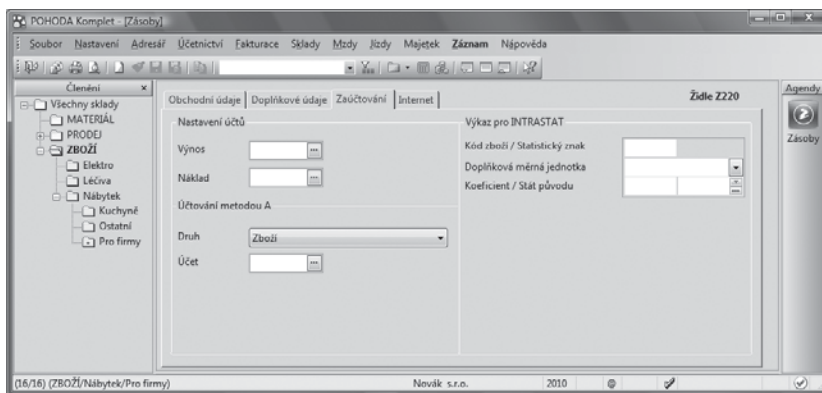 POHODA Komplet - [Zásoby]
Soubor Nastavení Adresář Účetnictví Fakturace Sklady Mzdy Jízdy Majetek Záznam Nápověda
Členění x
Všechny sklady
MATERIÁL
PRODEJ
ZBOŽÍ
Elektro
Léčiva
Nábytek
Kuchyně
Ostatní
Pro firmy
Obchodní údaje Doplňkové údaje Zaúčtování Internet
Židle Z220
Nastavení účtů
Výnos ...
Náklad ...
Účtování metodou A
Druh Zboží
Účet ...
Výkaz pro INTRASTAT
Kód zboží / Statistický znak
Doplňková měrná jednotka
Koeficient / Stát původu
Agendy
Zásoby
(16/16) (ZBOŽÍ/Nábytek/Pro firmy) Novák s.r.o. 2010 @